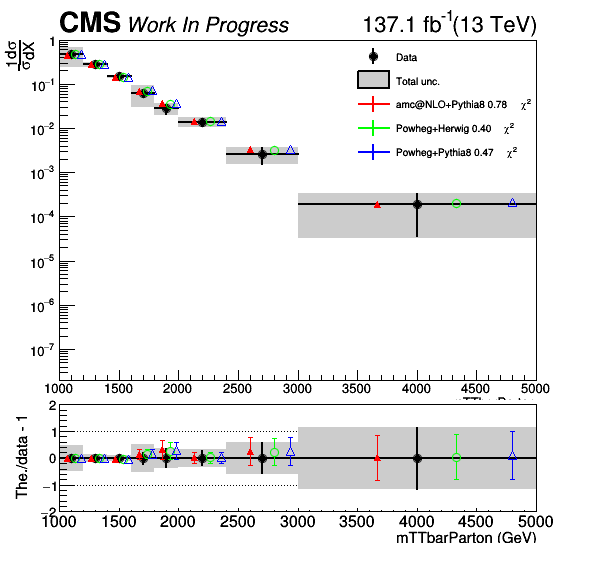 CMS Work In Progress 137.1 fb⁻¹(13 TeV)
1 dσ
σ dX
1
10⁻¹
10⁻²
10⁻³
10⁻⁴
10⁻⁵
10⁻⁶
10⁻⁷
Data
Total unc.
amc@NLO+Pythia8 0.78 χ²
Powheg+Herwig 0.40 χ²
Powheg+Pythia8 0.47 χ²
1000 1500 2000 2500 3000 3500 4000 4500 5000
The./data - 1
2
1
0
−1
−2
1000 1500 2000 2500 3000 3500 4000 4500 5000
mTTbarParton (GeV)